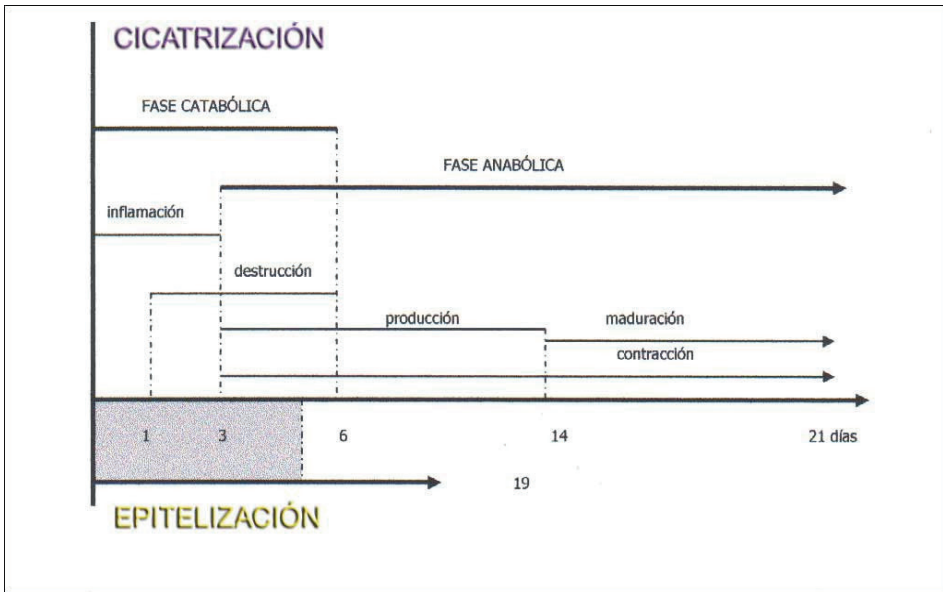 CICATRIZACIÓN
FASE CATABÓLICA
FASE ANABÓLICA
inflamación
destrucción
producción
maduración
contracción
1 3 6 14 21 días
19
EPITELIZACIÓN